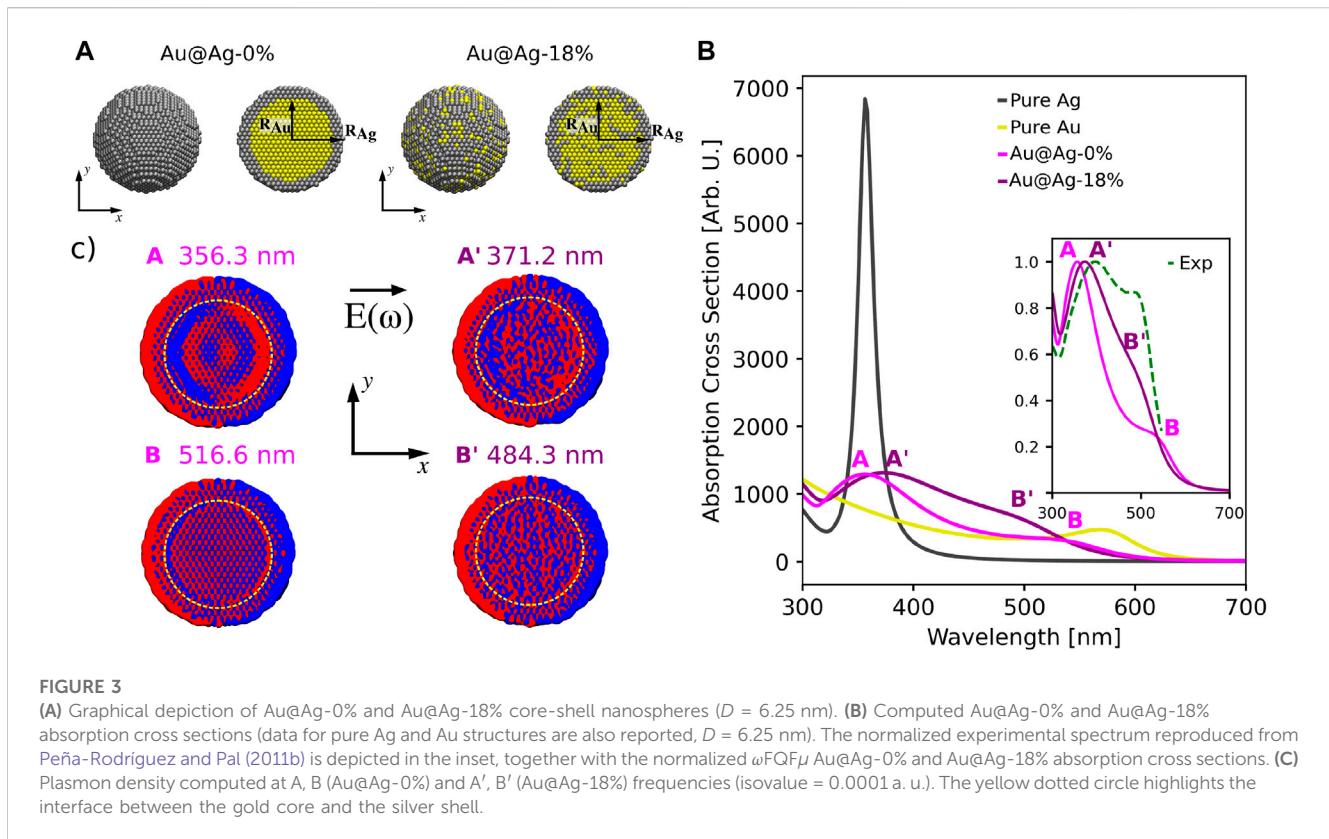 A
Au@Ag-0%
Au@Ag-18%
R_Au
R_Ag
R_Au
R_Ag
y
x
y
x
c)
A 356.3 nm
A' 371.2 nm
E(ω)
y
x
B 516.6 nm
B' 484.3 nm
B
Absorption Cross Section [Arb. U.]
7000
6000
5000
4000
3000
2000
1000
0
300
400
500
600
700
Wavelength [nm]
Pure Ag
Pure Au
Au@Ag-0%
Au@Ag-18%
A
A'
B'
B
A
A'
Exp
B'
B
1.0
0.8
0.6
0.4
0.2
300
500
700
FIGURE 3
(A) Graphical depiction of Au@Ag-0% and Au@Ag-18% core-shell nanospheres (D = 6.25 nm). (B) Computed Au@Ag-0% and Au@Ag-18%
absorption cross sections (data for pure Ag and Au structures are also reported, D = 6.25 nm). The normalized experimental spectrum reproduced from
Peña-Rodríguez and Pal (2011b) is depicted in the inset, together with the normalized ωFQFμ Au@Ag-0% and Au@Ag-18% absorption cross sections. (C)
Plasmon density computed at A, B (Au@Ag-0%) and A′, B′ (Au@Ag-18%) frequencies (isovalue = 0.0001 a. u.). The yellow dotted circle highlights the
interface between the gold core and the silver shell.